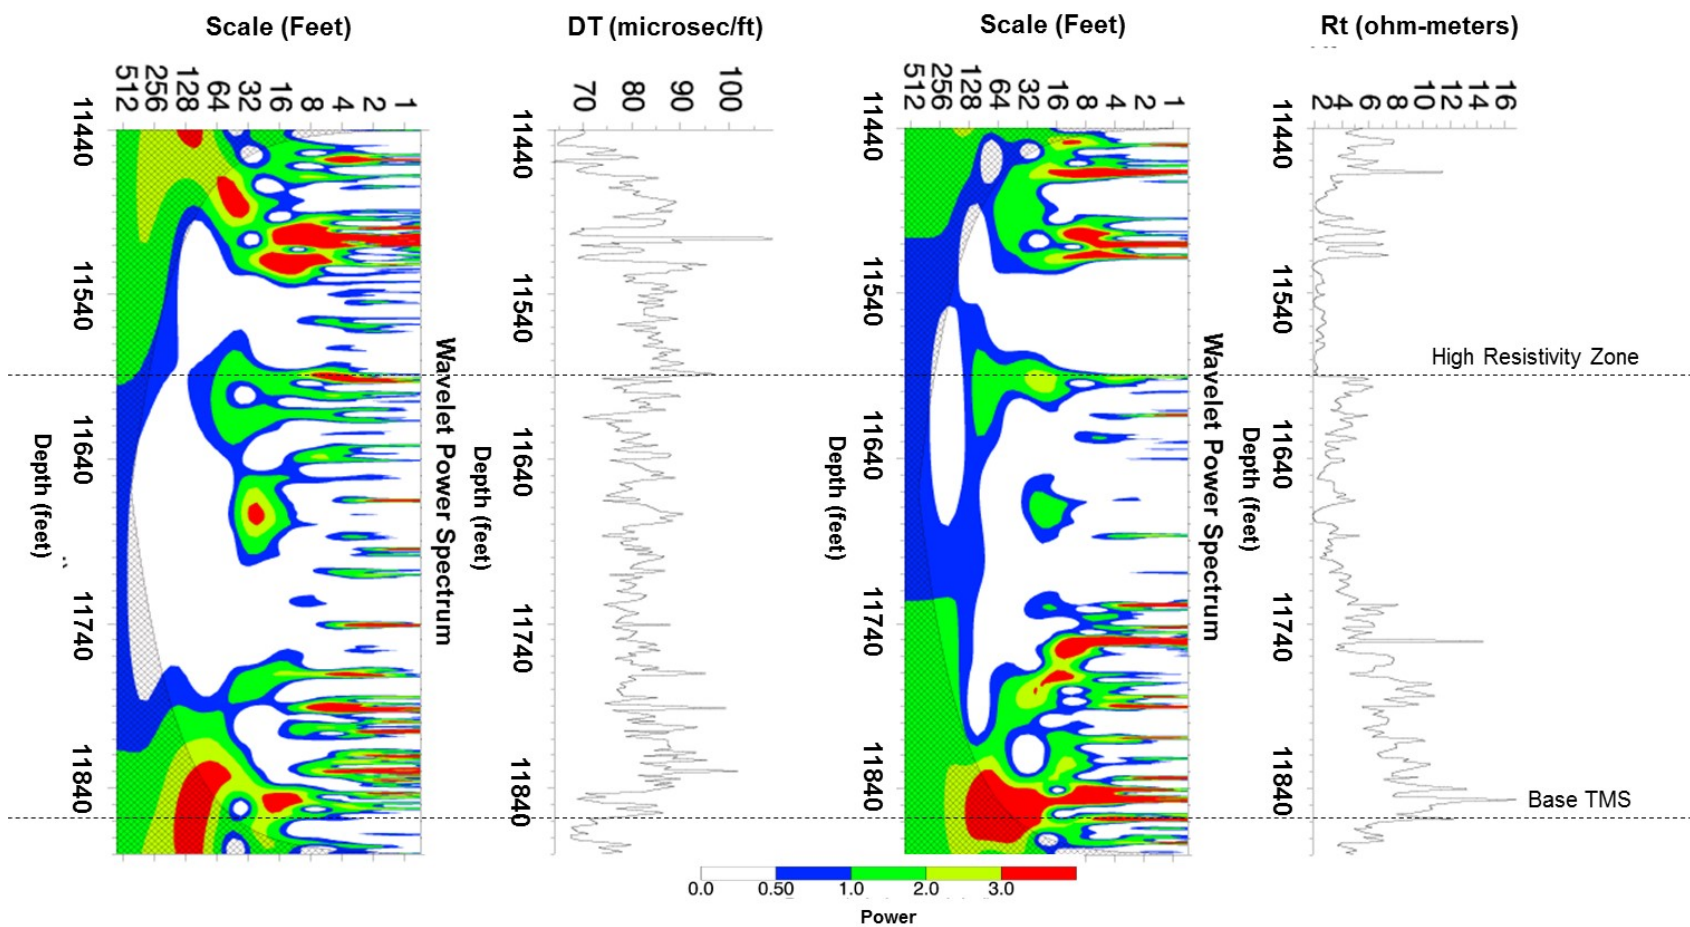 Scale (Feet)
DT (microsec/ft)
Scale (Feet)
Rt (ohm-meters)
512 256 128 64 32 16 8 4 2 1
70 80 90 100
512 256 128 64 32 16 8 4 2 1
2 4 6 8 10 12 14 16
11440 11540 11640 11740 11840
Depth (feet)
Wavelet Power Spectrum
11440 11540 11640 11740 11840
Depth (feet)
11440 11540 11640 11740 11840
Depth (feet)
Wavelet Power Spectrum
11440 11540 11640 11740 11840
Depth (feet)
High Resistivity Zone
Base TMS
0.0 0.50 1.0 2.0 3.0
Power